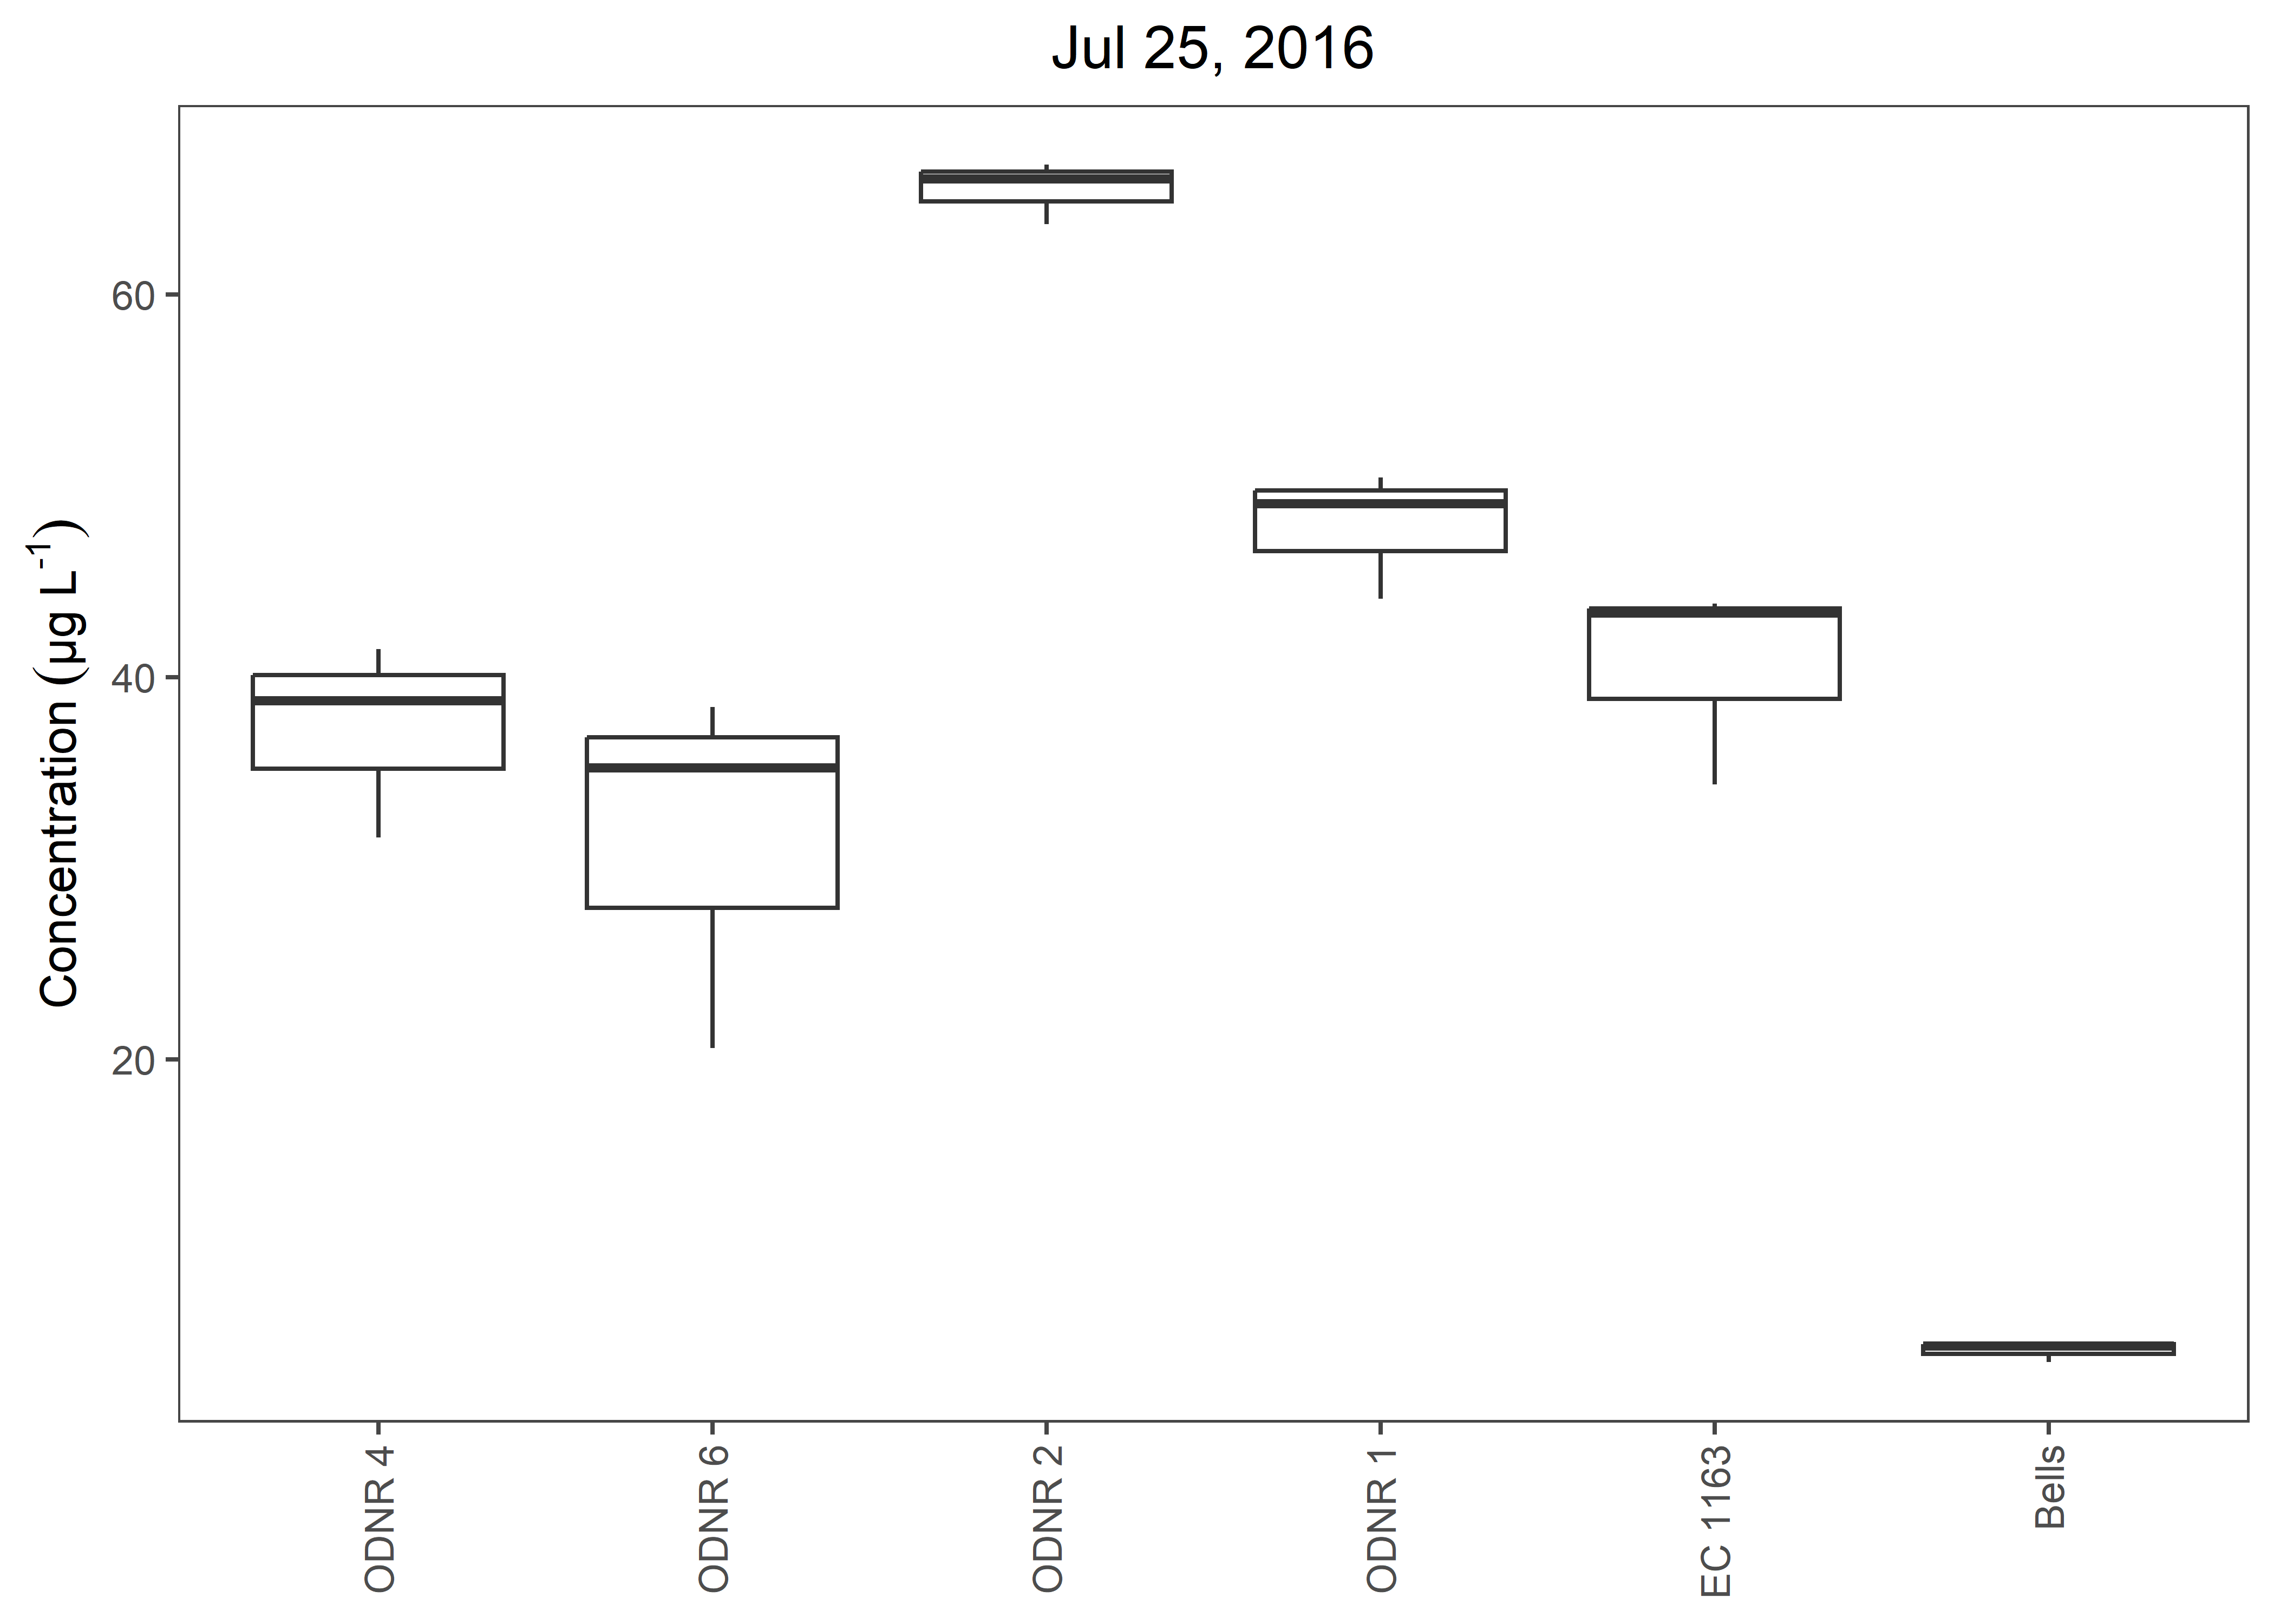 Jul 25, 2016
Concentration (µg L⁻¹)
60
40
20
ODNR 4
ODNR 6
ODNR 2
ODNR 1
EC 1163
Bells